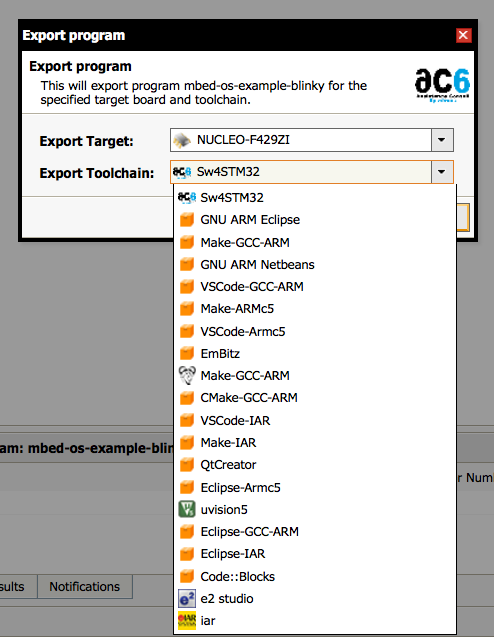 Export program
Export program
This will export program mbed-os-example-blinky for the
specified target board and toolchain.
ac6
Export Target:
NUCLEO-F429ZI
Export Toolchain:
ac6
Sw4STM32
ac6
Sw4STM32
GNU ARM Eclipse
Make-GCC-ARM
GNU ARM Netbeans
VSCode-GCC-ARM
Make-ARMc5
VSCode-Armc5
EmBitz
Make-GCC-ARM
CMake-GCC-ARM
VSCode-IAR
Make-IAR
QtCreator
Eclipse-Armc5
uvision5
Eclipse-GCC-ARM
Eclipse-IAR
Code::Blocks
e2 studio
iar
am: mbed-os-example-blin
r Num
sults
Notifications